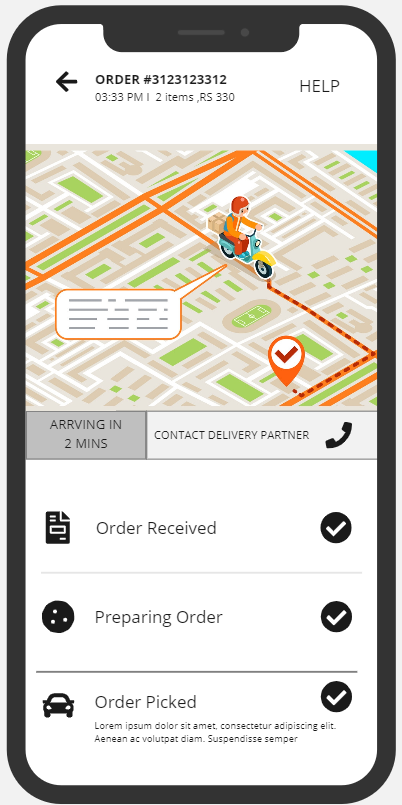 ORDER #3123123312
03:33 PM I 2 items ,RS 330
HELP
ARRVING IN
2 MINS
CONTACT DELIVERY PARTNER
Order Received
Preparing Order
Order Picked
Lorem ipsum dolor sit amet, consectetur adipiscing elit.
Aenean ac volutpat diam. Suspendisse semper